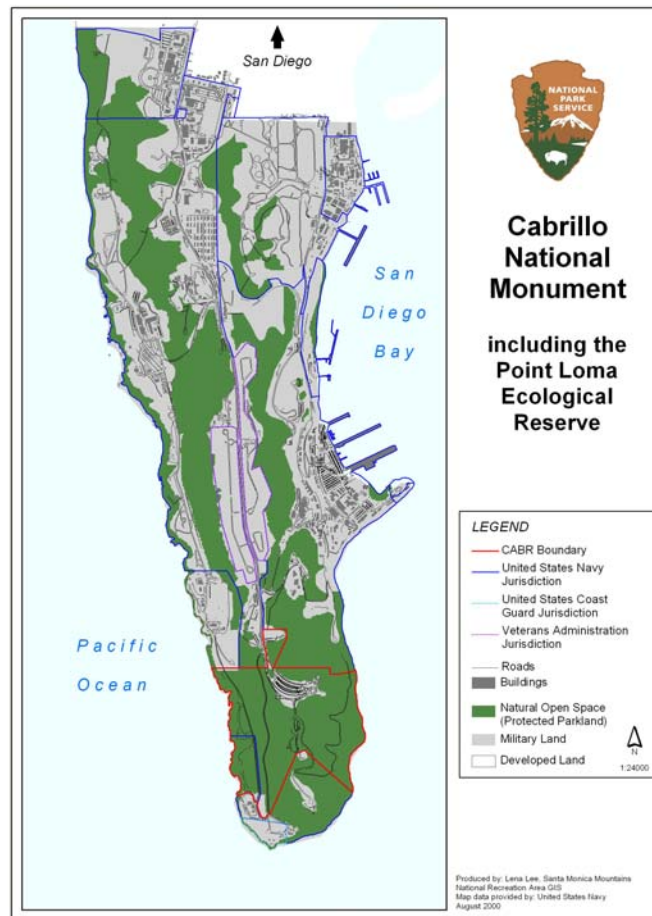 San Diego
NATIONAL
PARK
SERVICE
Cabrillo
National
Monument
including the
Point Loma
Ecological
Reserve
San
Diego
Bay
Pacific
Ocean
LEGEND
CABR Boundary
United States Navy
Jurisdiction
United States Coast
Guard Jurisdiction
Veterans Administration
Jurisdiction
Roads
Buildings
Natural Open Space
(Protected Parkland)
Military Land
Developed Land
N
1:24000
Produced by: Lena Lee, Santa Monica Mountains
National Recreation Area GIS
Map data provided by: United States Navy
August 2000